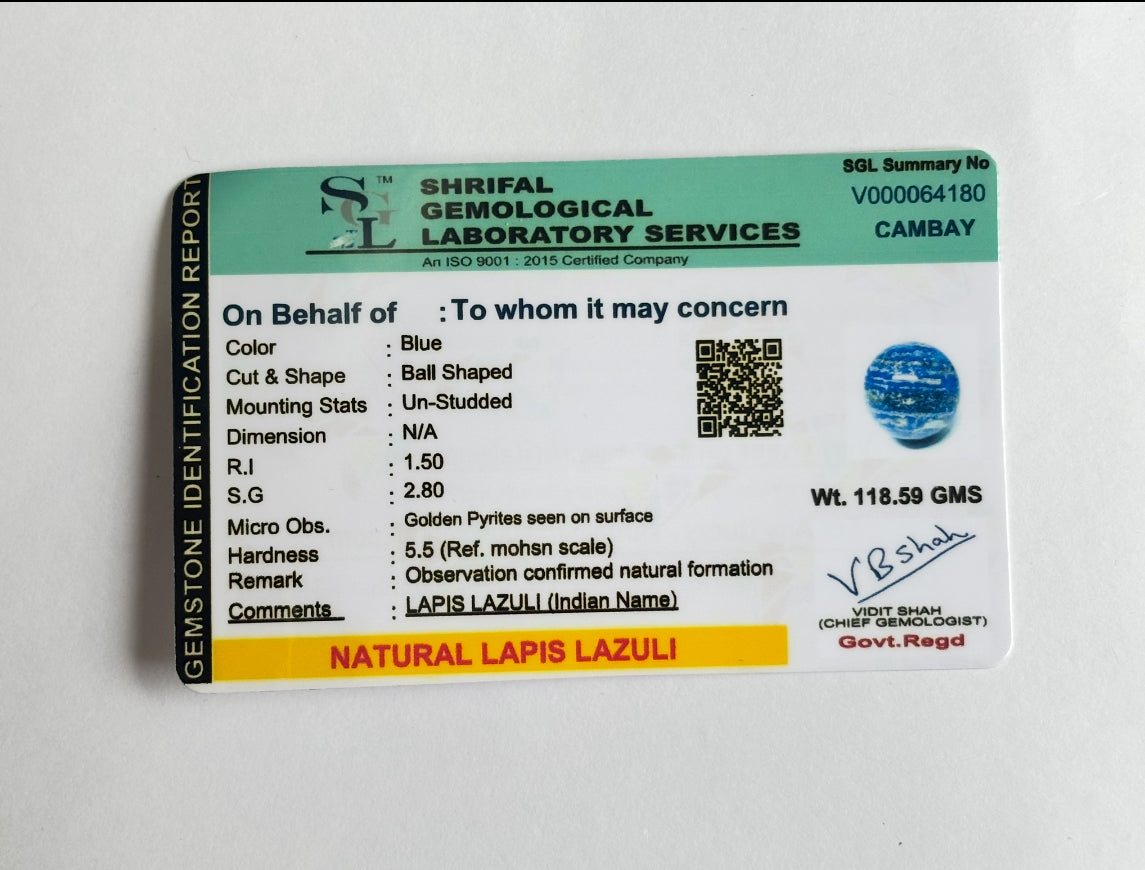 GEMSTONE IDENTIFICATION REPORT
SGL
TM
SHRIFAL
GEMOLOGICAL
LABORATORY SERVICES
An ISO 9001 : 2015 Certified Company
SGL Summary No
V000064180
CAMBAY
On Behalf of : To whom it may concern
Color : Blue
Cut & Shape : Ball Shaped
Mounting Stats : Un-Studded
Dimension : N/A
R.I : 1.50
S.G : 2.80
Micro Obs. : Golden Pyrites seen on surface
Hardness : 5.5 (Ref. mohsn scale)
Remark : Observation confirmed natural formation
Comments : LAPIS LAZULI (Indian Name)
NATURAL LAPIS LAZULI
Wt. 118.59 GMS
VBShah
VIDIT SHAH
(CHIEF GEMOLOGIST)
Govt.Regd